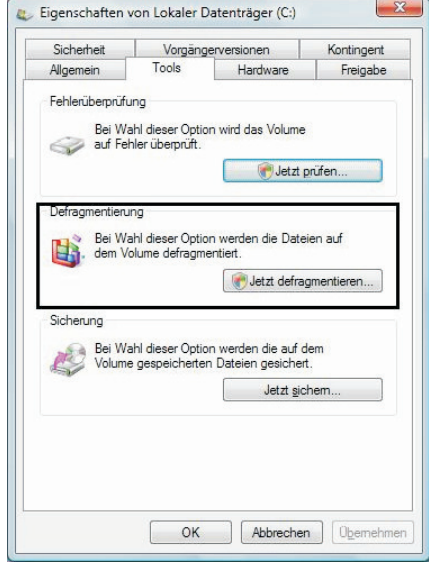 Eigenschaften von Lokaler Datenträger (C:)
Sicherheit Vorgängerversionen Kontingent
Allgemein Tools Hardware Freigabe
Fehlerüberprüfung
Bei Wahl dieser Option wird das Volume
auf Fehler überprüft.
Jetzt prüfen...
Defragmentierung
Bei Wahl dieser Option werden die Dateien auf
dem Volume defragmentiert.
Jetzt defragmentieren...
Sicherung
Bei Wahl dieser Option werden die auf dem
Volume gespeicherten Dateien gesichert.
Jetzt sichern...
OK Abbrechen Übernehmen